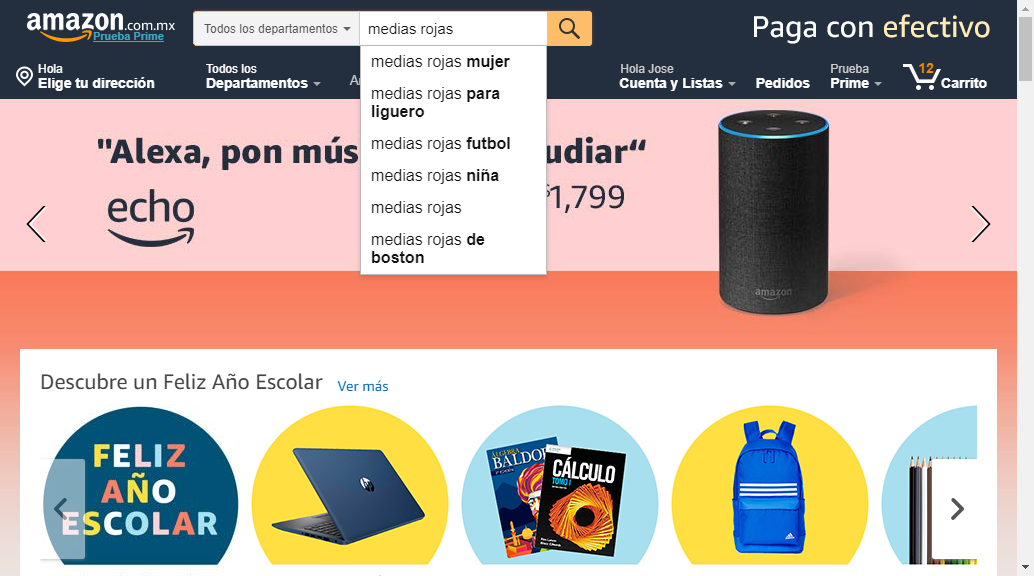 amazon.com.mx
Prueba Prime
Todos los departamentos
medias rojas
Paga con efectivo
medias rojas mujer
medias rojas para
liguero
medias rojas futbol
medias rojas niña
medias rojas
medias rojas de
boston
Hola
Elige tu dirección
Todos los
Departamentos
Hola Jose
Cuenta y Listas
Pedidos
Prueba
Prime
12
Carrito
"Alexa, pon mús
udiar“
echo
$1,799
amazon
Descubre un Feliz Año Escolar
Ver más
FELIZ
AÑO
ESCOLAR
hp
ÁLGEBRA
BALDOR
CÁLCULO
TOMO I
adidas